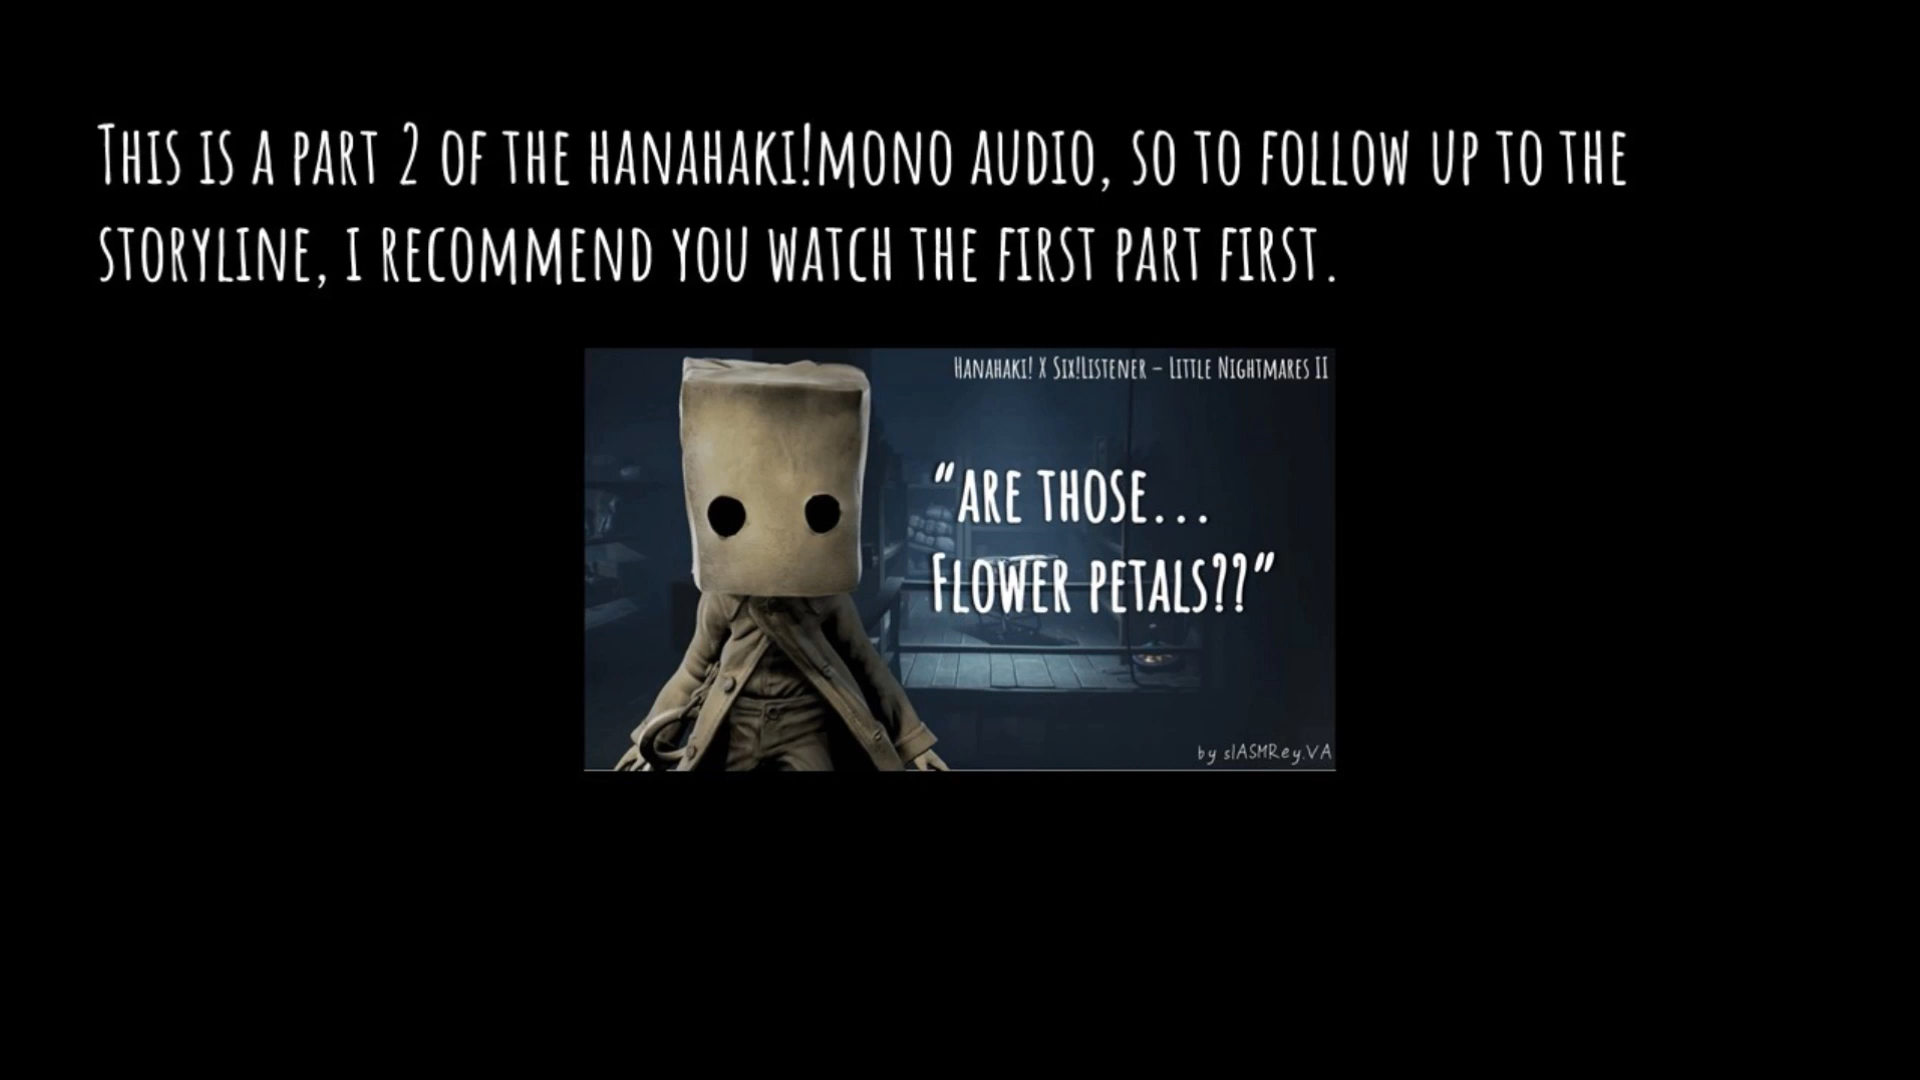 This is a part 2 of the hanahaki!mono audio, so to follow up to the
storyline, I recommend you watch the first part first.
Hanahaki! X Six!Listener – Little Nightmares II
"are those...
Flower petals??"
by slASMRey.VA